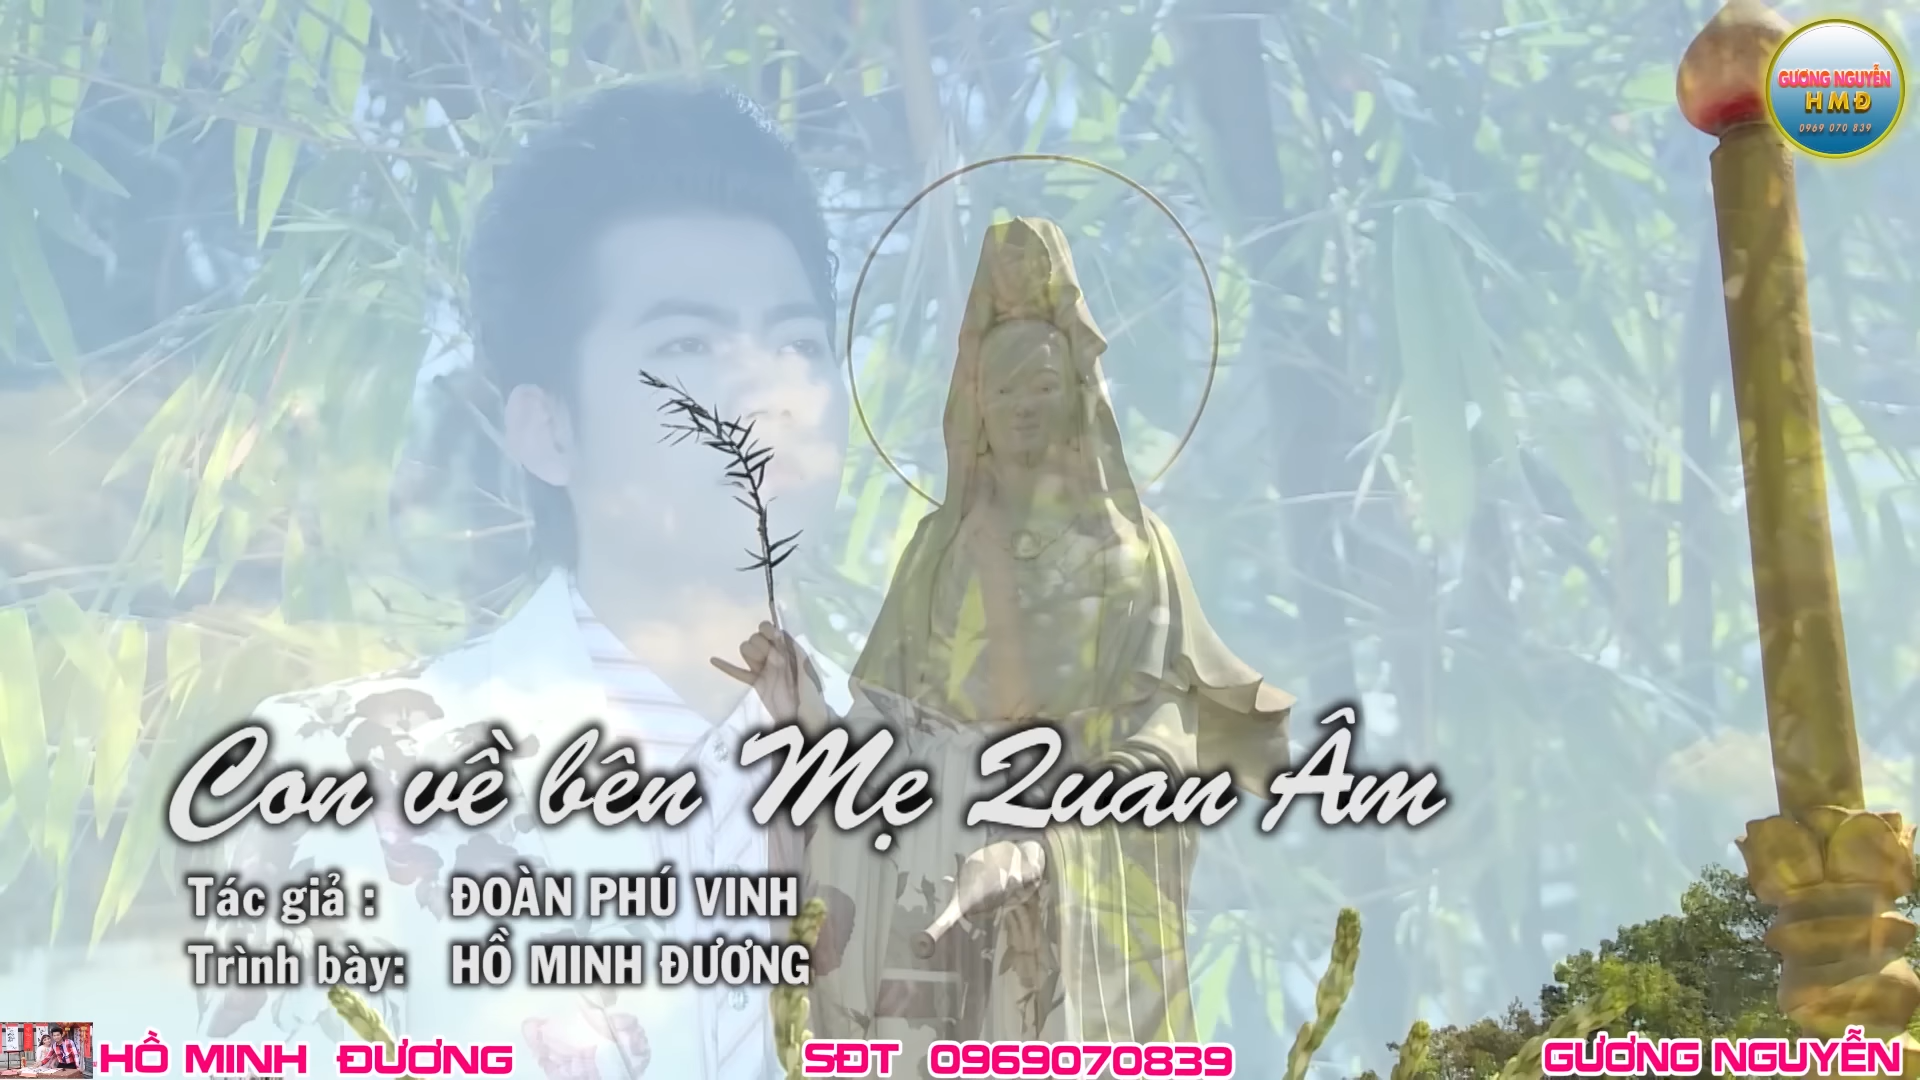 GƯƠNG NGUYỄN
HMĐ
0969 070 839
Con về bên Mẹ Quan Âm
Tác giả : ĐOÀN PHÚ VINH
Trình bày: HỒ MINH ĐƯƠNG
HỒ MINH ĐƯƠNG SĐT 0969070839 GƯƠNG NGUYỄN